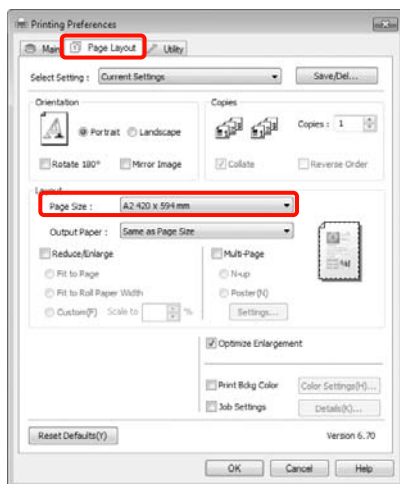 Printing Preferences
Main Page Layout Utility
Select Setting : Current Settings Save/Del...
Orientation Copies
Portrait Landscape Copies : 1
Rotate 180° Mirror Image Collate Reverse Order
Layout
Page Size : A2 420 x 594 mm
Output Paper : Same as Page Size
Reduce/Enlarge Multi-Page
Fit to Page N-up
Fit to Roll Paper Width Poster(N)
Custom(F) Scale to % Settings...
Optimize Enlargement
Print Bckg Color Color Settings(H)...
Job Settings Details(K)...
Reset Defaults(Y) Version 6.70
OK Cancel Help